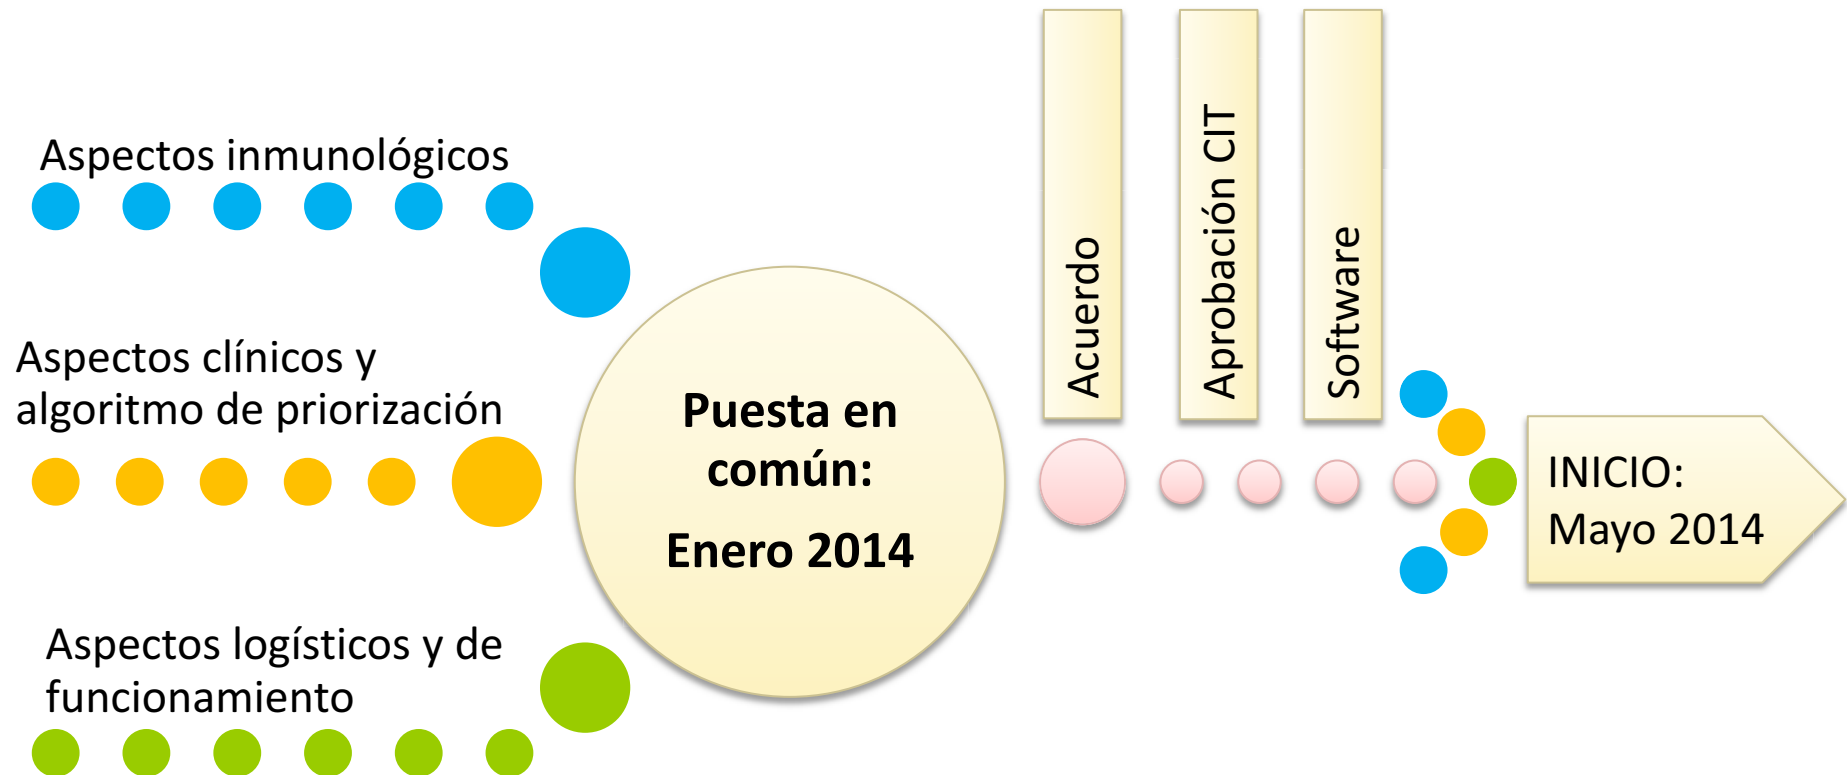 Aspectos inmunológicos
Aspectos clínicos y
algoritmo de priorización
Aspectos logísticos y de
funcionamiento
Puesta en
común:
Enero 2014
Acuerdo
Aprobación CIT
Software
INICIO:
Mayo 2014